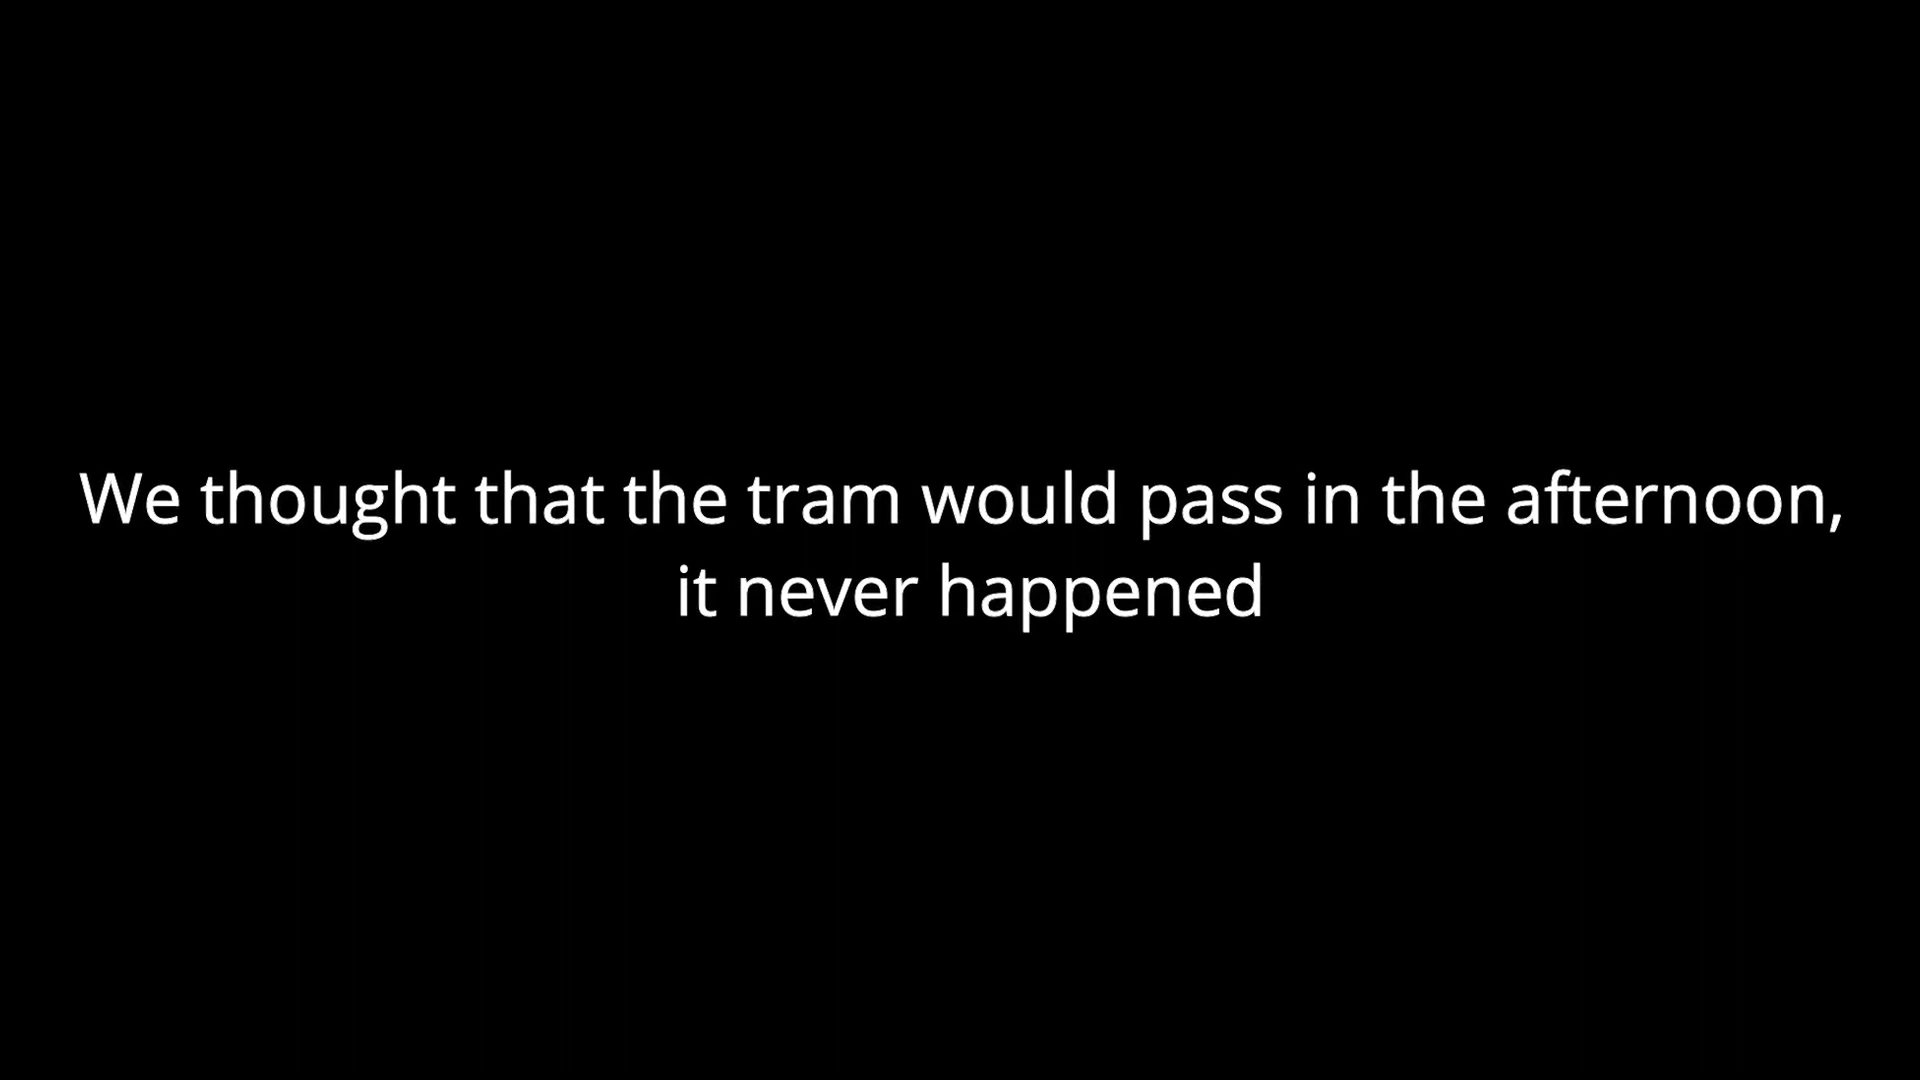 We thought that the tram would pass in the afternoon,
it never happened